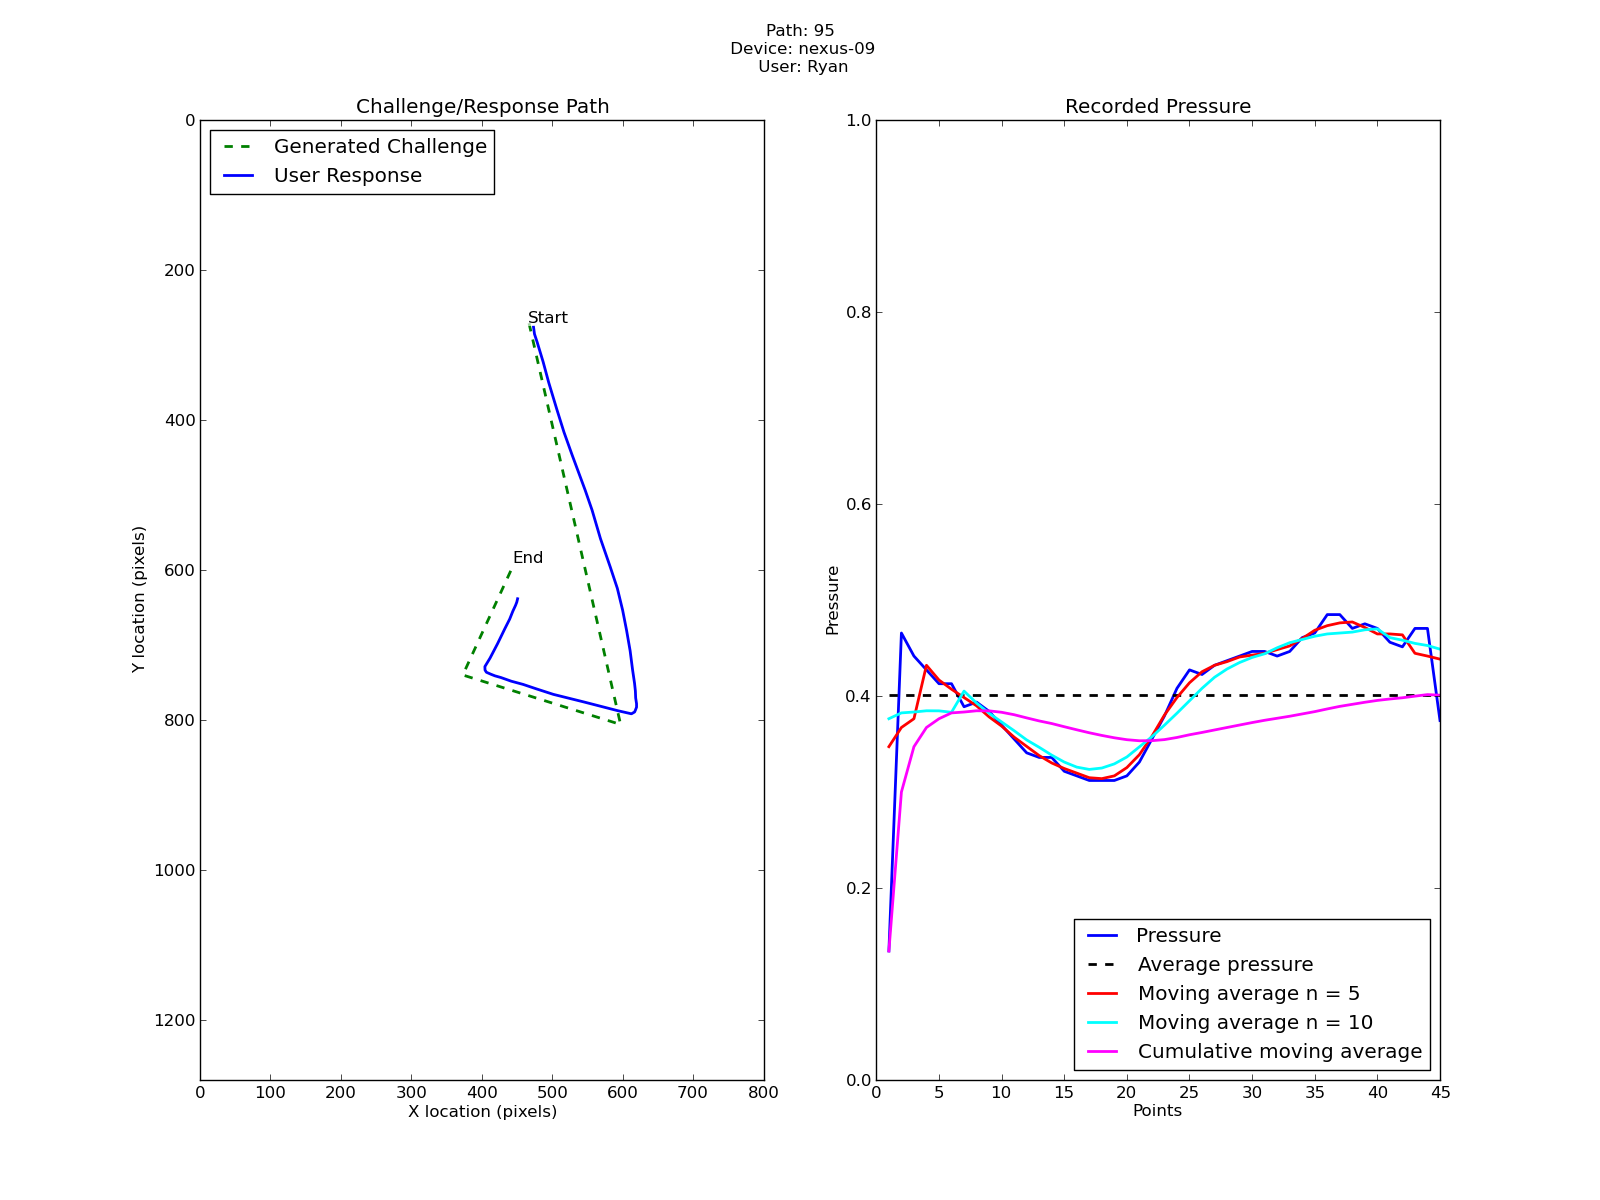 Path: 95
Device: nexus-09
User: Ryan
Challenge/Response Path
Generated Challenge
User Response
Start
End
0
200
400
600
800
1000
1200
Y location (pixels)
0 100 200 300 400 500 600 700 800
X location (pixels)
Recorded Pressure
1.0
0.8
0.6
0.4
0.2
0.0
Pressure
Pressure
Average pressure
Moving average n = 5
Moving average n = 10
Cumulative moving average
0 5 10 15 20 25 30 35 40 45
Points